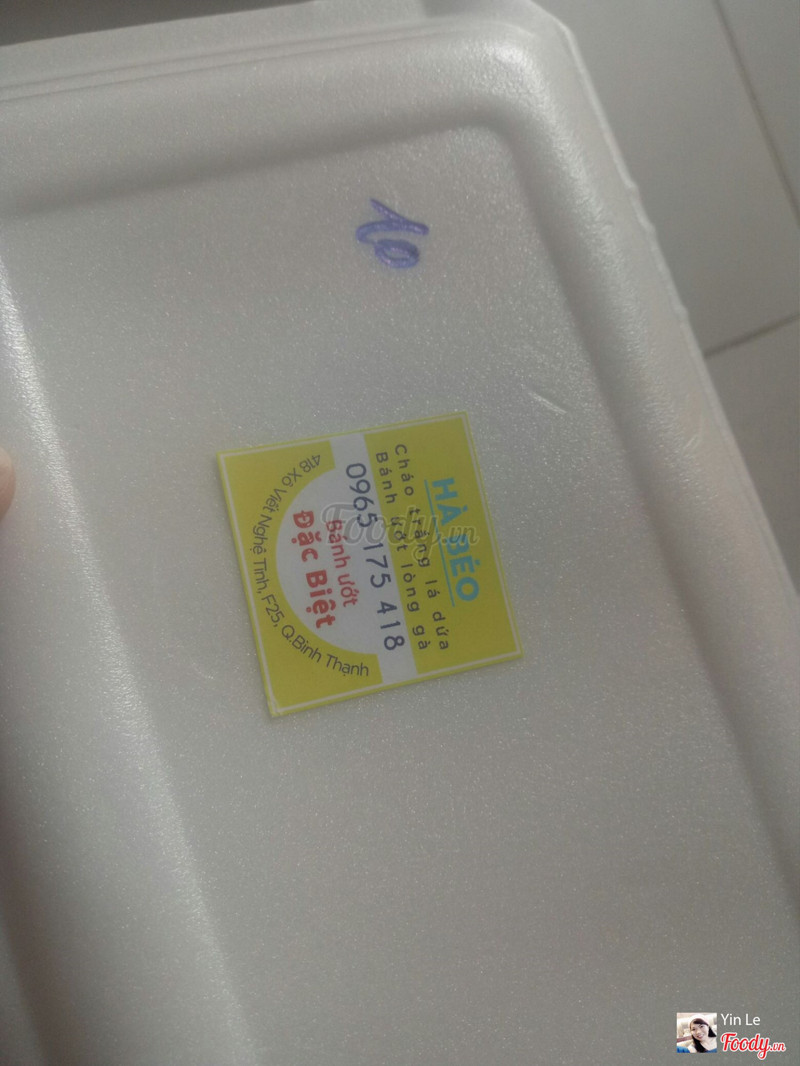 10
HÀ BÉO
Cháo trắng lá dứa
Bánh ướt lòng gà
0965 175 418
Bánh ướt
Đặc Biệt
418 Xô Viết Nghệ Tĩnh, F25, Q.Bình Thạnh
Foody.vn
Yin Le
Foody.vn